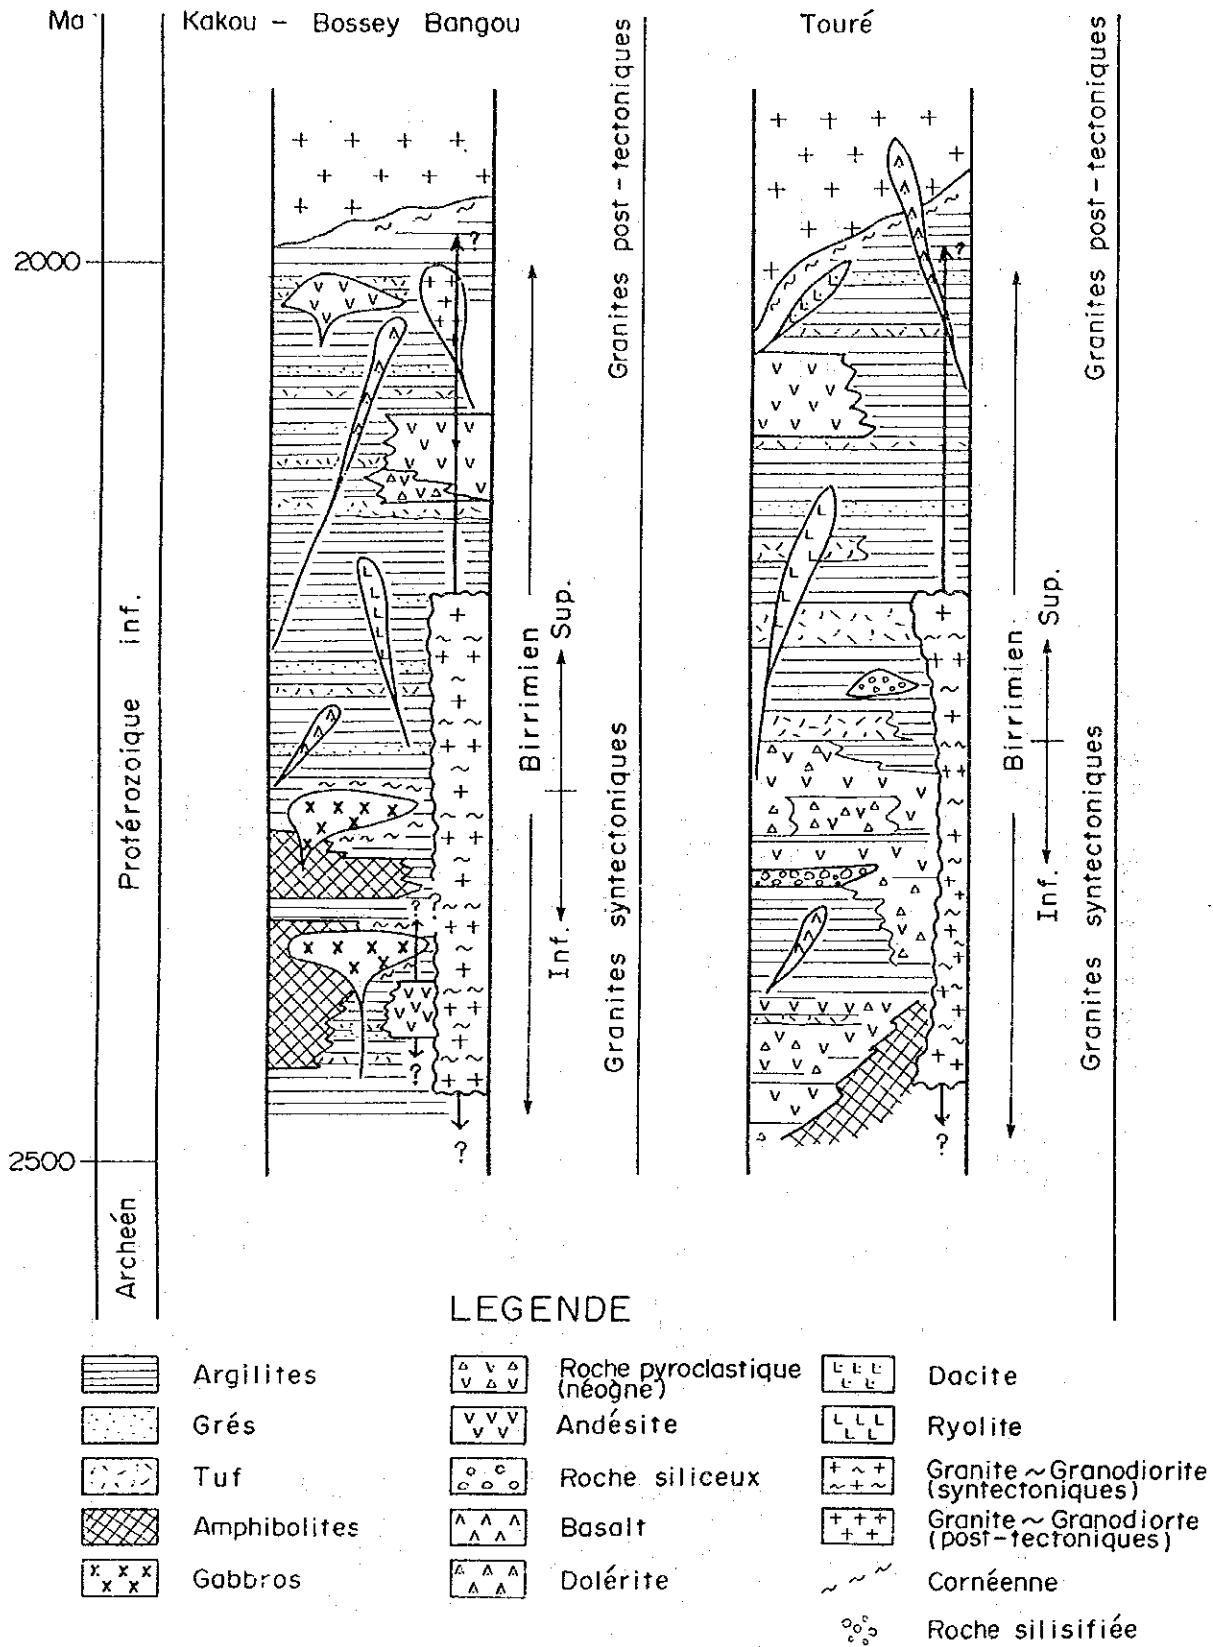 Ma
Kakou - Bossey Bangou
Touré
Granites post-tectoniques
Granites post-tectoniques
2000
?
?
Protérozoique inf.
Birrimien
Sup.
Inf.
Granites syntectoniques
Birrimien
Sup.
Inf.
Granites syntectoniques
? ?
?
?
?
2500
Archéén
LEGENDE
Argilites
Grés
Tuf
Amphibolites
Gabbros
Roche pyroclastique
(néogne)
Andésite
Roche siliceux
Basalt
Dolérite
Dacite
Ryolite
Granite ~ Granodiorite
(syntectoniques)
Granite ~ Granodiorte
(post-tectoniques)
Cornéenne
Roche silisifiée